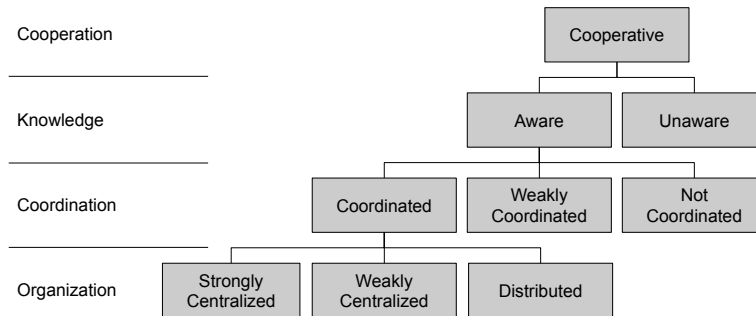 Cooperation
Cooperative
Knowledge
Aware
Unaware
Coordination
Coordinated
Weakly
Coordinated
Not
Coordinated
Organization
Strongly
Centralized
Weakly
Centralized
Distributed